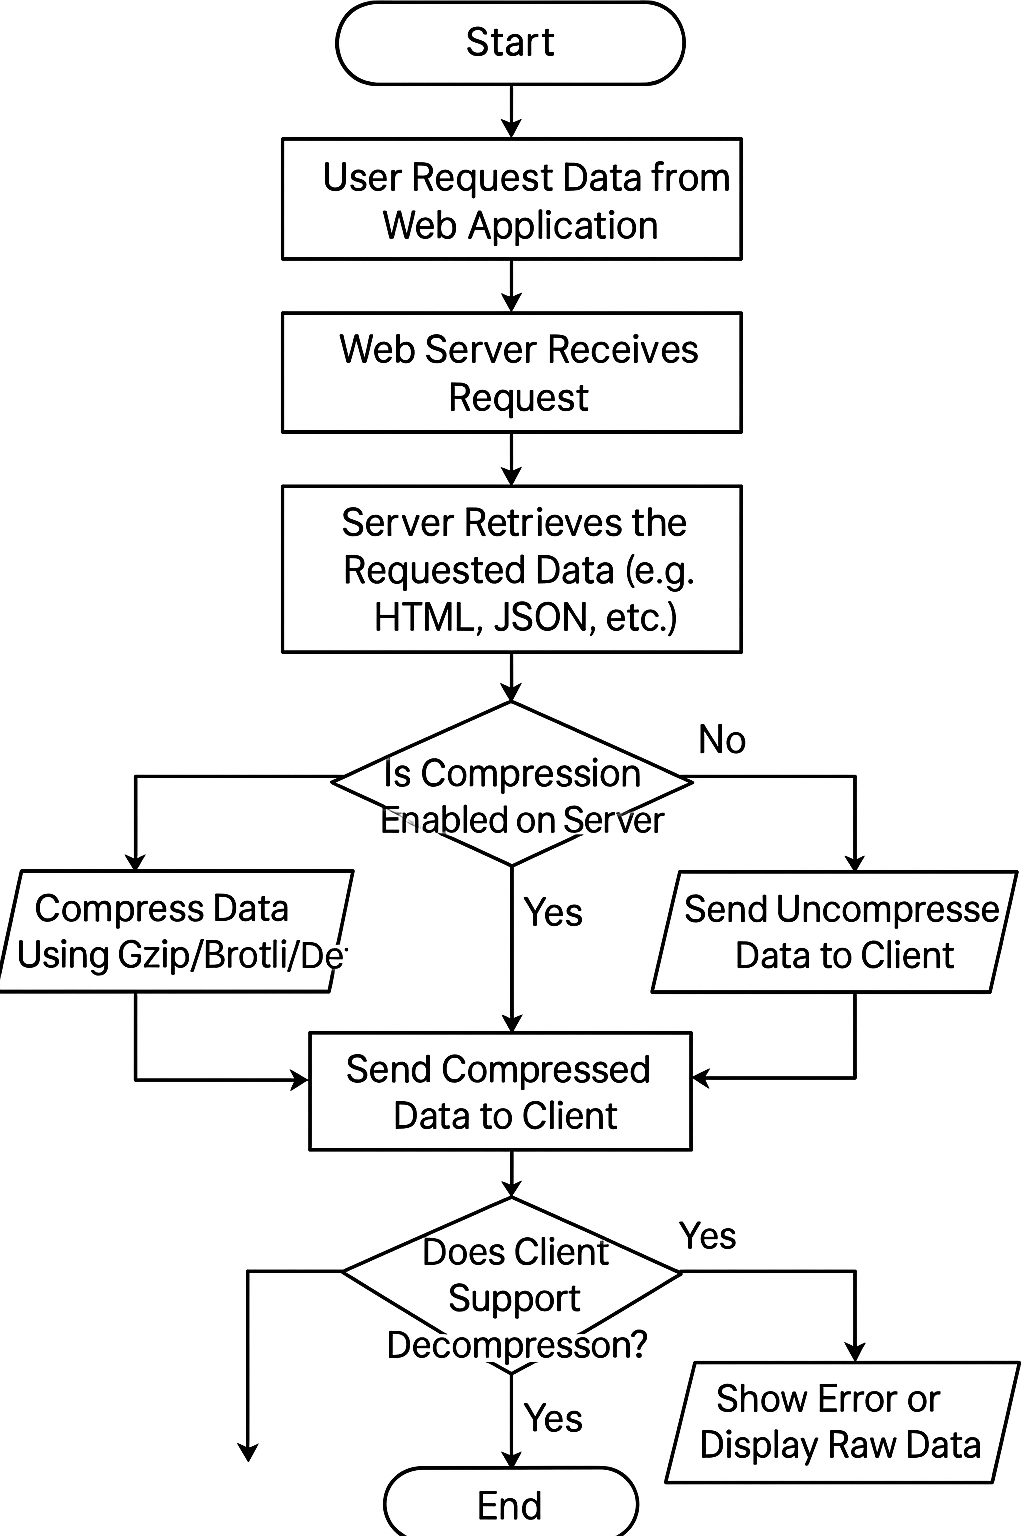 Start
User Request Data from
Web Application
Web Server Receives
Request
Server Retrieves the
Requested Data (e.g.
HTML, JSON, etc.)
No
Is Compression
Enabled on Server
Compress Data
Using Gzip/Brotli/De
Yes
Send Uncompresse
Data to Client
Send Compressed
Data to Client
Yes
Does Client
Support
Decompresson?
Show Error or
Display Raw Data
Yes
End